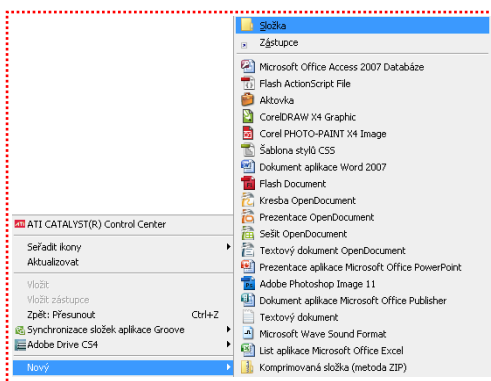 ATI CATALYST(R) Control Center
Seřadit ikony
Aktualizovat
Vložit
Vložit zástupce
Zpět: Přesunout Ctrl+Z
Synchronizace složek aplikace Groove
Adobe Drive CS4
Nový
Složka
Zástupce
Microsoft Office Access 2007 Databáze
Flash ActionScript File
Aktovka
CorelDRAW X4 Graphic
Corel PHOTO-PAINT X4 Image
Šablona stylů CSS
Dokument aplikace Word 2007
Flash Document
Kresba OpenDocument
Prezentace OpenDocument
Sešit OpenDocument
Textový dokument OpenDocument
Prezentace aplikace Microsoft Office PowerPoint
Adobe Photoshop Image 11
Dokument aplikace Microsoft Office Publisher
Textový dokument
Microsoft Wave Sound Format
List aplikace Microsoft Office Excel
Komprimovaná složka (metoda ZIP)